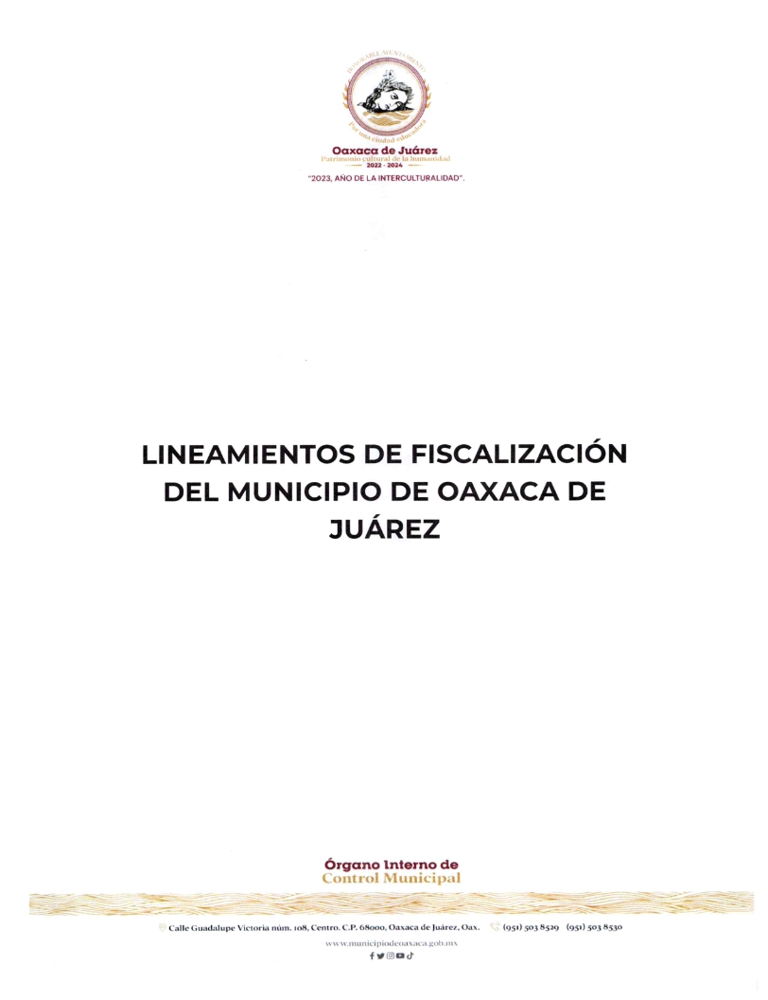 HONORABLE AYUNTAMIENTO
Por una ciudad educadora
Oaxaca de Juárez
Patrimonio cultural de la humanidad
2022 - 2024
"2023, AÑO DE LA INTERCULTURALIDAD".
LINEAMIENTOS DE FISCALIZACIÓN
DEL MUNICIPIO DE OAXACA DE
JUÁREZ
Órgano Interno de
Control Municipal
Calle Guadalupe Victoria núm. 108, Centro. C.P. 68000, Oaxaca de Juárez, Oax. (951) 503 8529 (951) 503 8530
www.municipiodeoaxaca.gob.mx